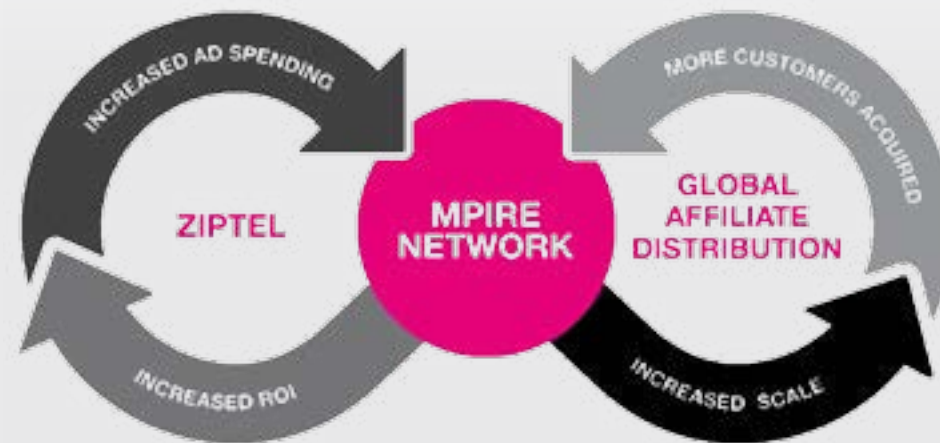 INCREASED AD SPENDING
MORE CUSTOMERS ACQUIRED
ZIPTEL
MPIRE
NETWORK
GLOBAL
AFFILIATE
DISTRIBUTION
INCREASED ROI
INCREASED SCALE